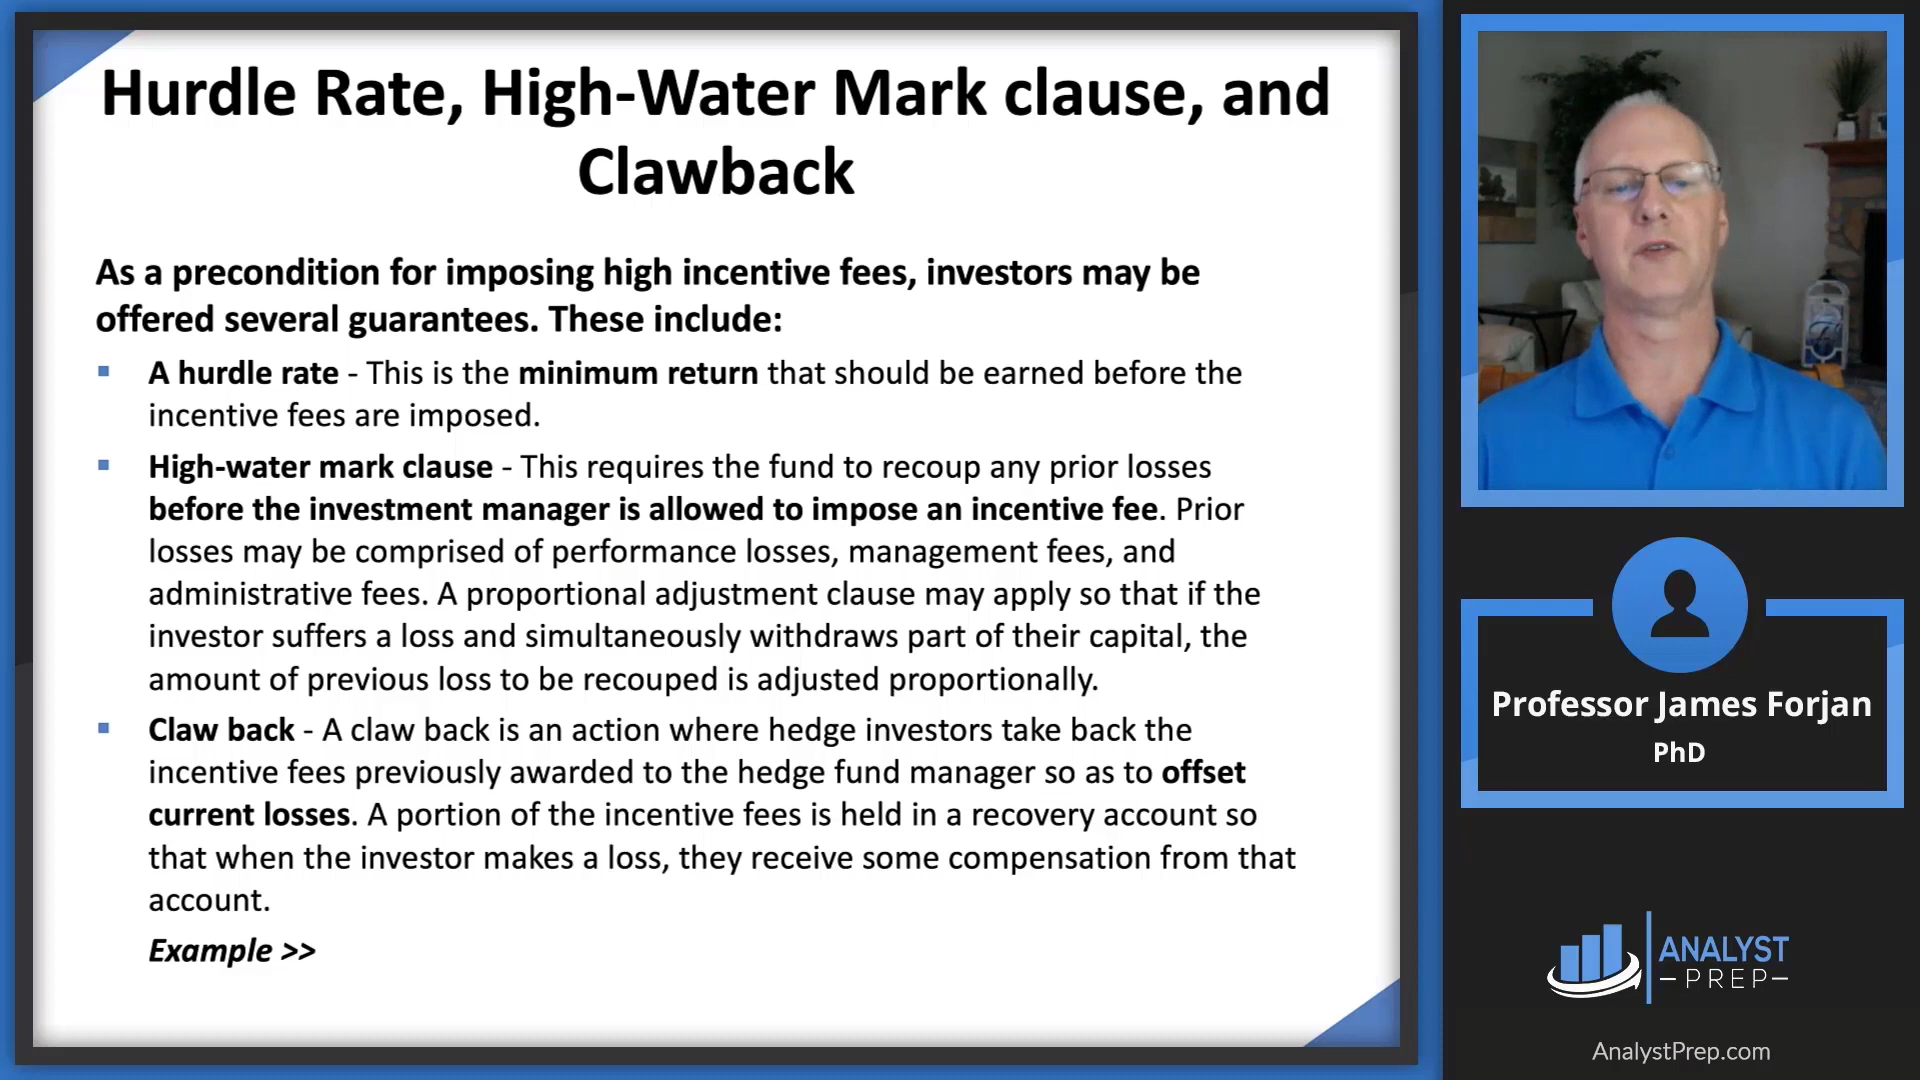 Hurdle Rate, High-Water Mark clause, and
Clawback
As a precondition for imposing high incentive fees, investors may be
offered several guarantees. These include:
▪ A hurdle rate - This is the minimum return that should be earned before the
incentive fees are imposed.
▪ High-water mark clause - This requires the fund to recoup any prior losses
before the investment manager is allowed to impose an incentive fee. Prior
losses may be comprised of performance losses, management fees, and
administrative fees. A proportional adjustment clause may apply so that if the
investor suffers a loss and simultaneously withdraws part of their capital, the
amount of previous loss to be recouped is adjusted proportionally.
▪ Claw back - A claw back is an action where hedge investors take back the
incentive fees previously awarded to the hedge fund manager so as to offset
current losses. A portion of the incentive fees is held in a recovery account so
that when the investor makes a loss, they receive some compensation from that
account.
Example >>
Professor James Forjan
PhD
ANALYST
–PREP–
AnalystPrep.com